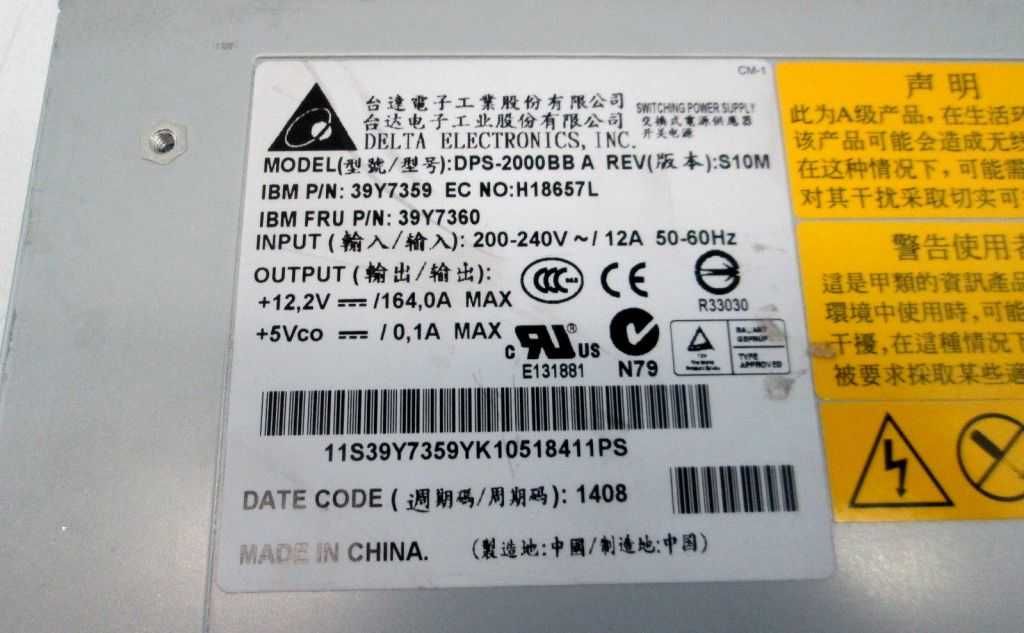 CM-1
台達電子工業股份有限公司
台达电子工业股份有限公司
DELTA ELECTRONICS, INC.
SWITCHING POWER SUPPLY
交換式電源供應器
开关电源
MODEL(型號/型号):DPS-2000BB A REV(版本):S10M
IBM P/N: 39Y7359 EC NO:H18657L
IBM FRU P/N: 39Y7360
INPUT (輸入/输入): 200-240V ~/ 12A 50-60Hz
OUTPUT (輸出/输出):
+12,2V ⎓ /164,0A MAX
+5Vco ⎓ / 0,1A MAX
CCC
CE
R33030
c RU ® US
E131881
N79
TYPE
APPROVED
11S39Y7359YK10518411PS
DATE CODE ( 週期碼/周期码): 1408
MADE IN CHINA. (製造地:中國/制造地:中国)
声 明
此为A级产品, 在生活环
该产品可能会造成无线
在这种情况下, 可能需
对其干扰采取切实可
警告使用者
這是甲類的資訊產品
環境中使用時,可能
干擾,在這種情況下
被要求採取某些適